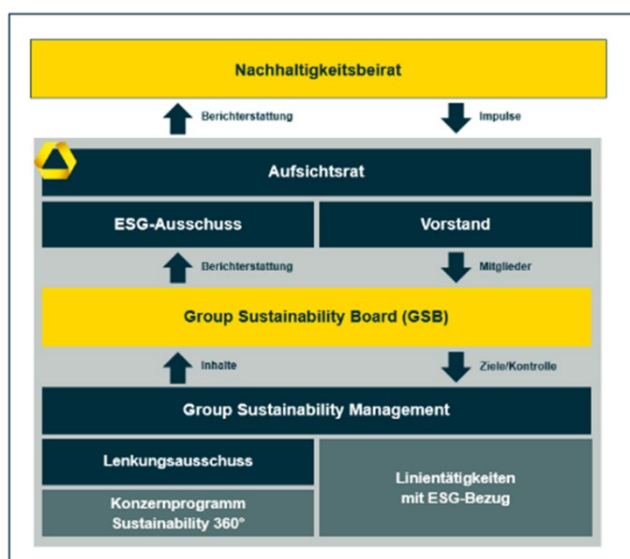 Nachhaltigkeitsbeirat
Berichterstattung
Impulse
Aufsichtsrat
ESG-Ausschuss
Vorstand
Berichterstattung
Mitglieder
Group Sustainability Board (GSB)
Inhalte
Ziele/Kontrolle
Group Sustainability Management
Lenkungsausschuss
Konzernprogramm
Sustainability 360°
Linientätigkeiten
mit ESG-Bezug